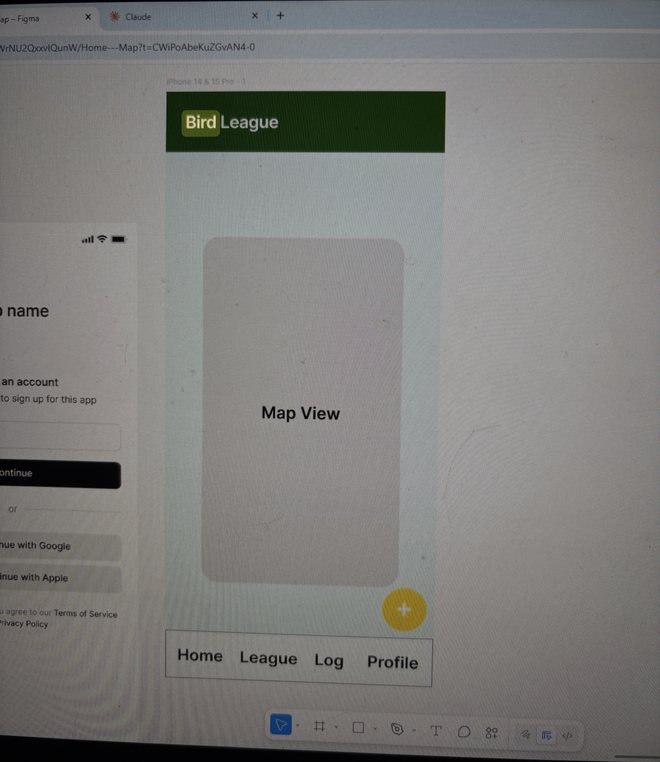 ap – Figma
Claude
WrNU2QxxvIQunW/Home---Map?t=CWiPoAbeKuZGvAN4-0
iPhone 14 & 15 Pro - 1
Bird League
name
an account
to sign up for this app
ontinue
or
nue with Google
inue with Apple
u agree to our Terms of Service
Privacy Policy
Map View
+
Home League Log Profile